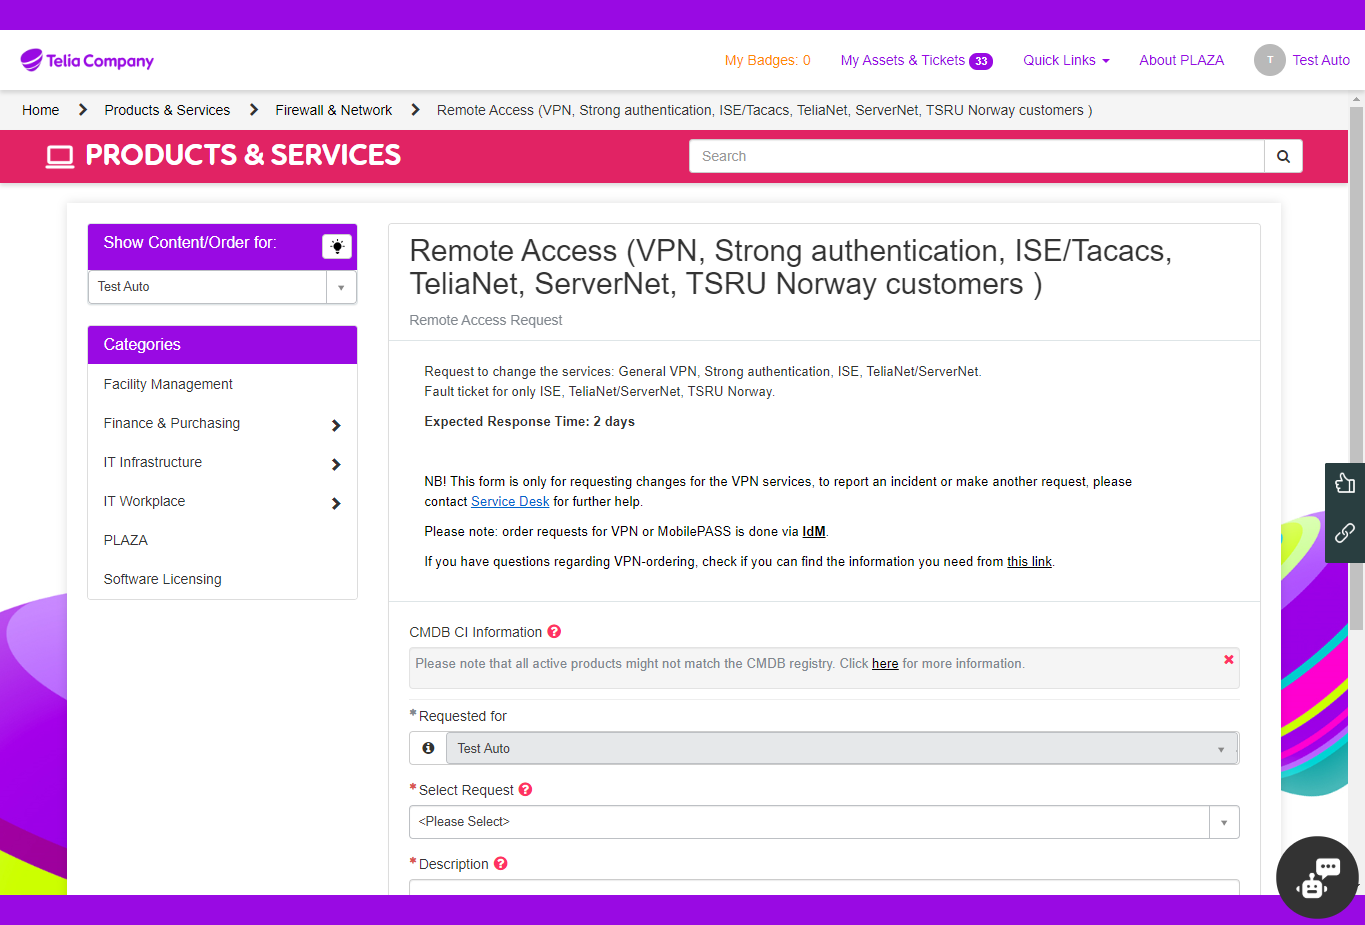 Telia Company
My Badges: 0
My Assets & Tickets 33
Quick Links
About PLAZA
T
Test Auto
Home
Products & Services
Firewall & Network
Remote Access (VPN, Strong authentication, ISE/Tacacs, TeliaNet, ServerNet, TSRU Norway customers )
PRODUCTS & SERVICES
Search
Show Content/Order for:
Test Auto
Categories
Facility Management
Finance & Purchasing
IT Infrastructure
IT Workplace
PLAZA
Software Licensing
Remote Access (VPN, Strong authentication, ISE/Tacacs,
TeliaNet, ServerNet, TSRU Norway customers )
Remote Access Request
Request to change the services: General VPN, Strong authentication, ISE, TeliaNet/ServerNet.
Fault ticket for only ISE, TeliaNet/ServerNet, TSRU Norway.
Expected Response Time: 2 days
NB! This form is only for requesting changes for the VPN services, to report an incident or make another request, please
contact Service Desk for further help.
Please note: order requests for VPN or MobilePASS is done via IdM.
If you have questions regarding VPN-ordering, check if you can find the information you need from this link.
CMDB CI Information
Please note that all active products might not match the CMDB registry. Click here for more information.
* Requested for
Test Auto
* Select Request
<Please Select>
* Description